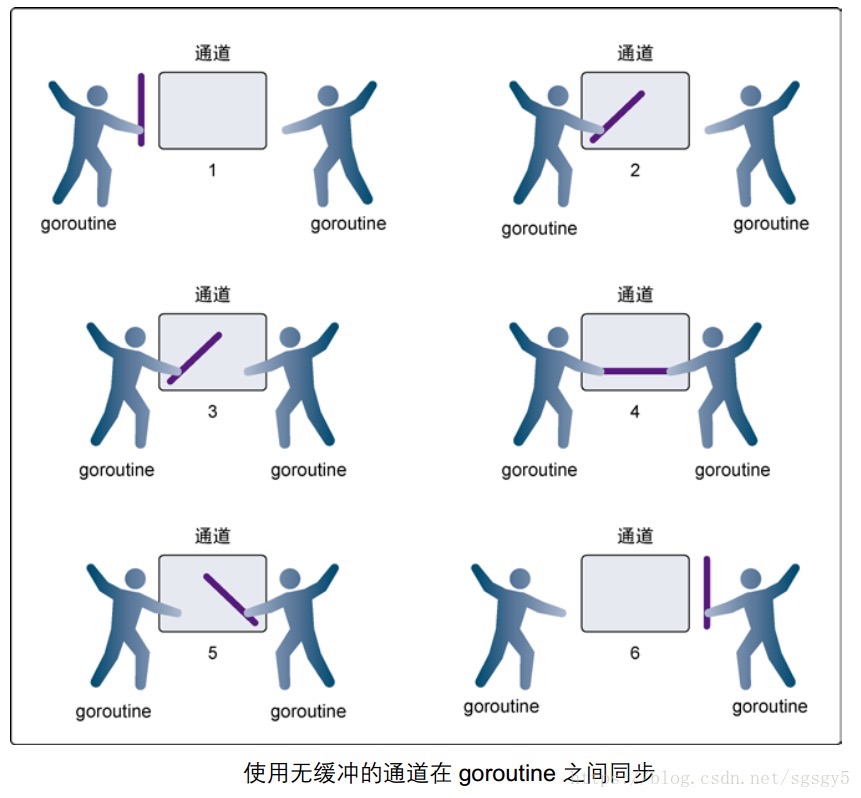 通道
通道
1
2
goroutine
goroutine
goroutine
goroutine
通道
通道
3
4
goroutine
goroutine
goroutine
goroutine
通道
通道
5
6
goroutine
goroutine
goroutine
goroutine
使用无缓冲的通道在 goroutine 之间同步
https://blog.csdn.net/sgsgy5